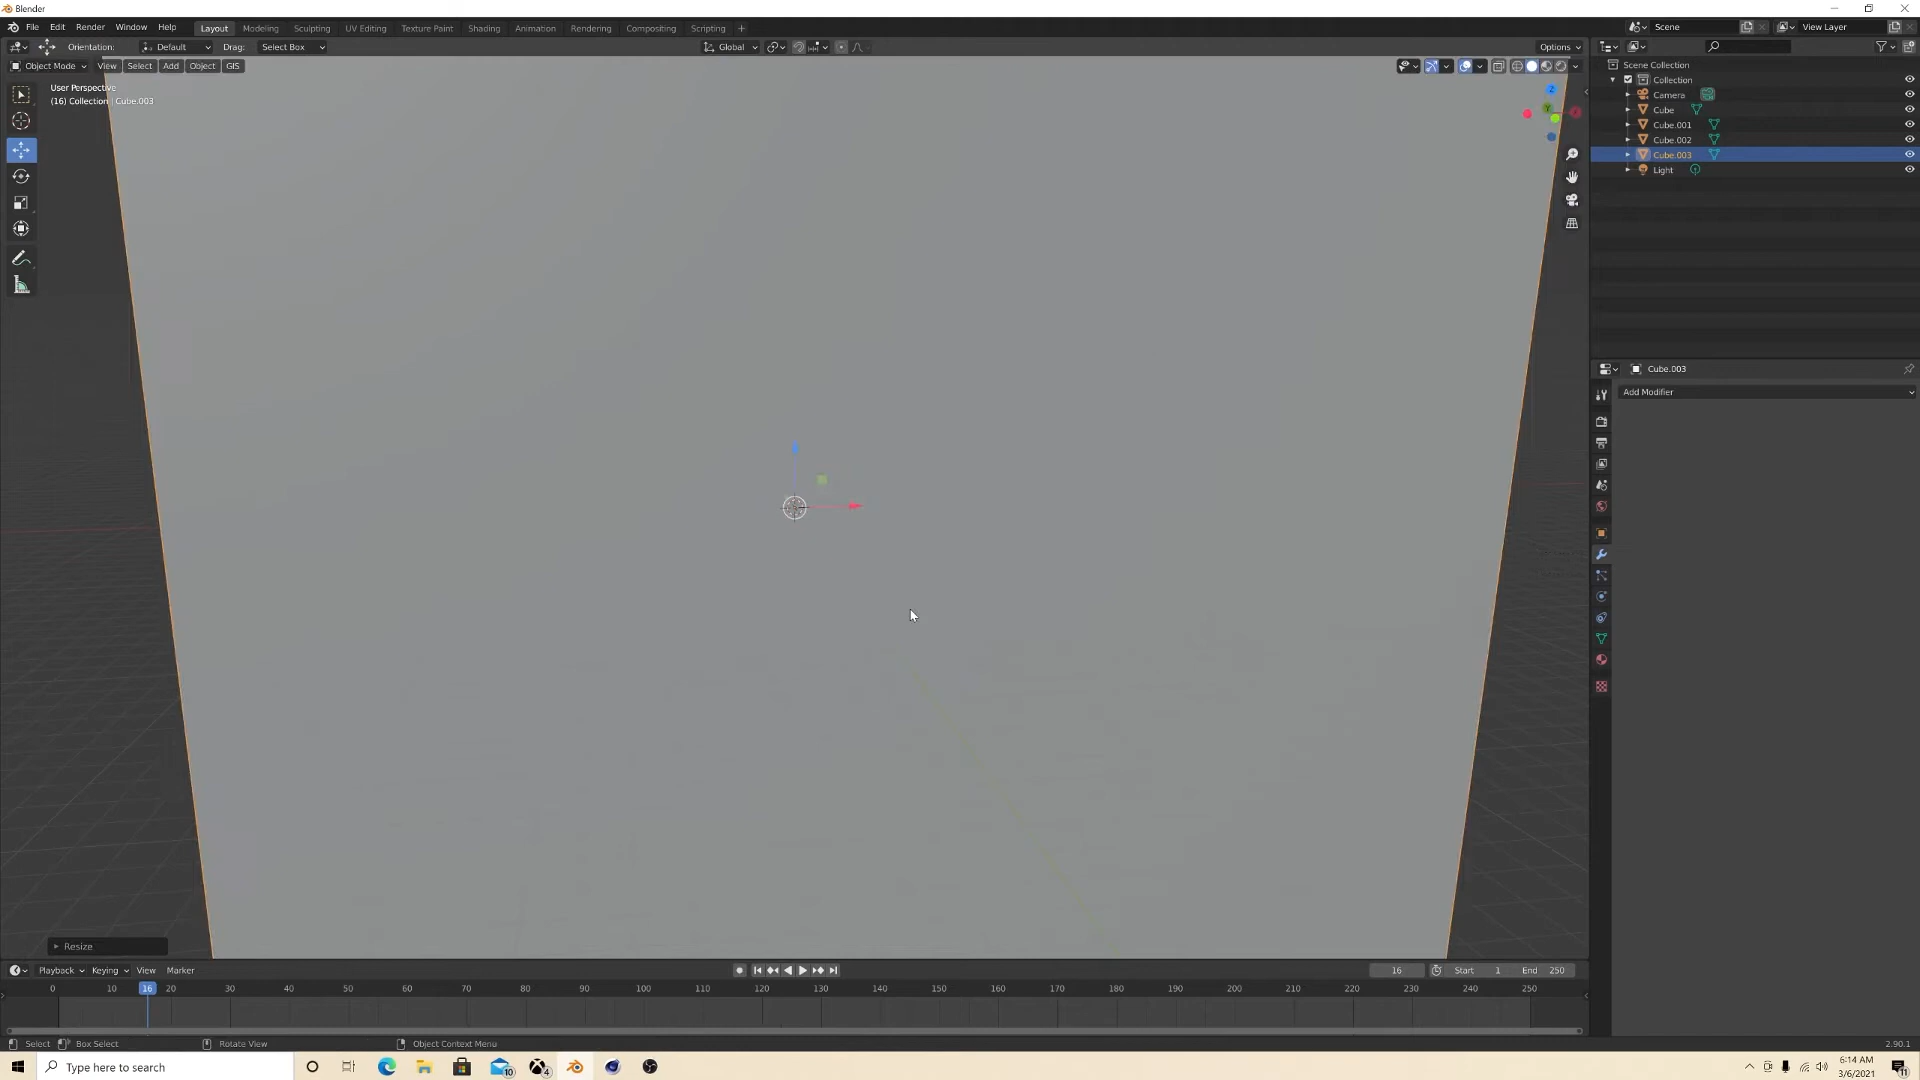 Blender
File Edit Render Window Help Layout Modeling Sculpting UV Editing Texture Paint Shading Animation Rendering Compositing Scripting + Scene View Layer
Orientation: Default Drag: Select Box Global Options
Object Mode View Select Add Object GIS
User Perspective
(16) Collection | Cube.003
Z
Y
Scene Collection
Collection
Camera
Cube
Cube.001
Cube.002
Cube.003
Light
Cube.003
Add Modifier
Resize
Playback Keying View Marker 16 Start 1 End 250
0 10 16 20 30 40 50 60 70 80 90 100 110 120 130 140 150 160 170 180 190 200 210 220 230 240 250
Select Box Select Rotate View Object Context Menu 2.90.1
Type here to search 10 4 6:14 AM
3/6/2021 11